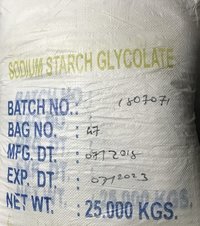 SODIUM STARCH GLYCOLATE
BATCH NO.: 1807071
BAG NO.: 47
MFG. DT.: 07/2018
EXP. DT.: 07/2023
NET WT: 25.000 KGS.